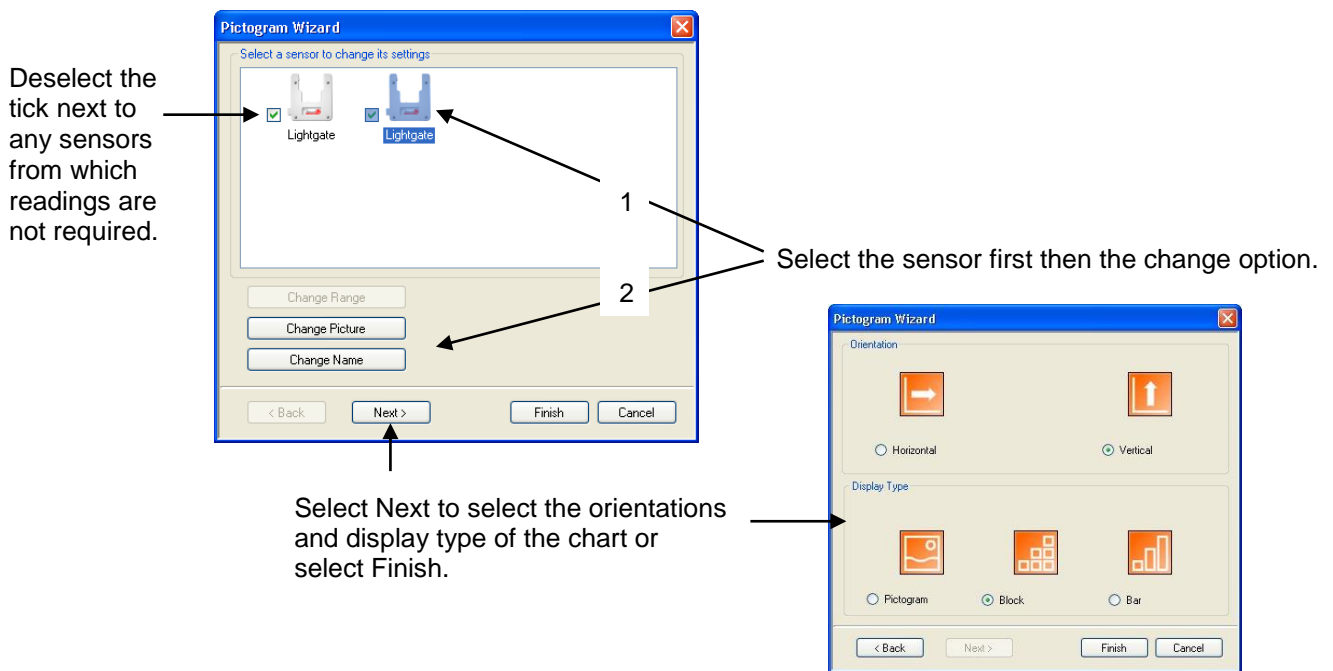 Pictogram Wizard
Select a sensor to change its settings
Lightgate
Lightgate
Change Range
Change Picture
Change Name
< Back
Next >
Finish
Cancel
Deselect the
tick next to
any sensors
from which
readings are
not required.
1
2
Select the sensor first then the change option.
Select Next to select the orientations
and display type of the chart or
select Finish.
Pictogram Wizard
Orientation
Horizontal
Vertical
Display Type
Pictogram
Block
Bar
< Back
Next >
Finish
Cancel